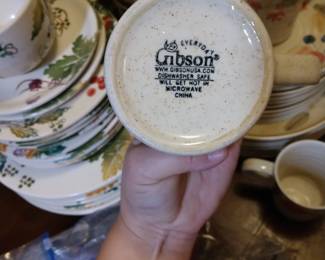 EVERYDAY
Gibson®
WWW.GIBSONUSA.COM
DISHWASHER SAFE
WILL GET HOT IN
MICROWAVE
CHINA